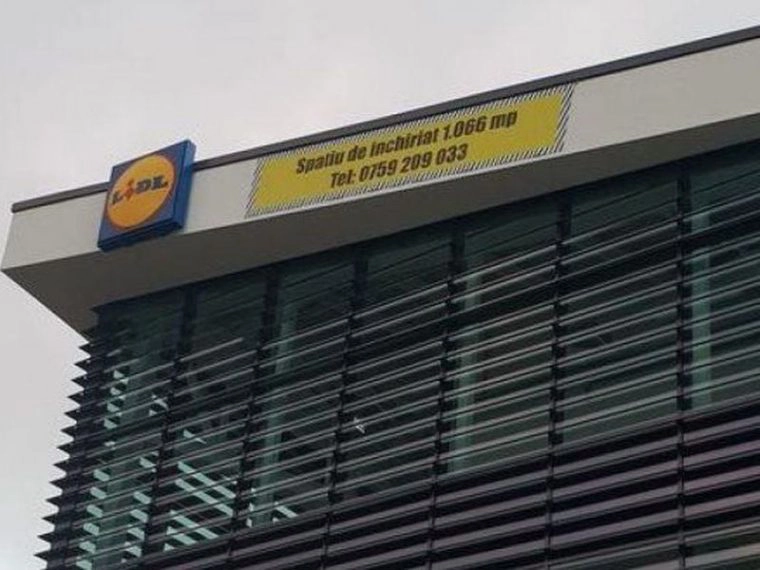 LIDL
Spatiu de inchiriat 1.066 mp
Tel: 0759 209 033